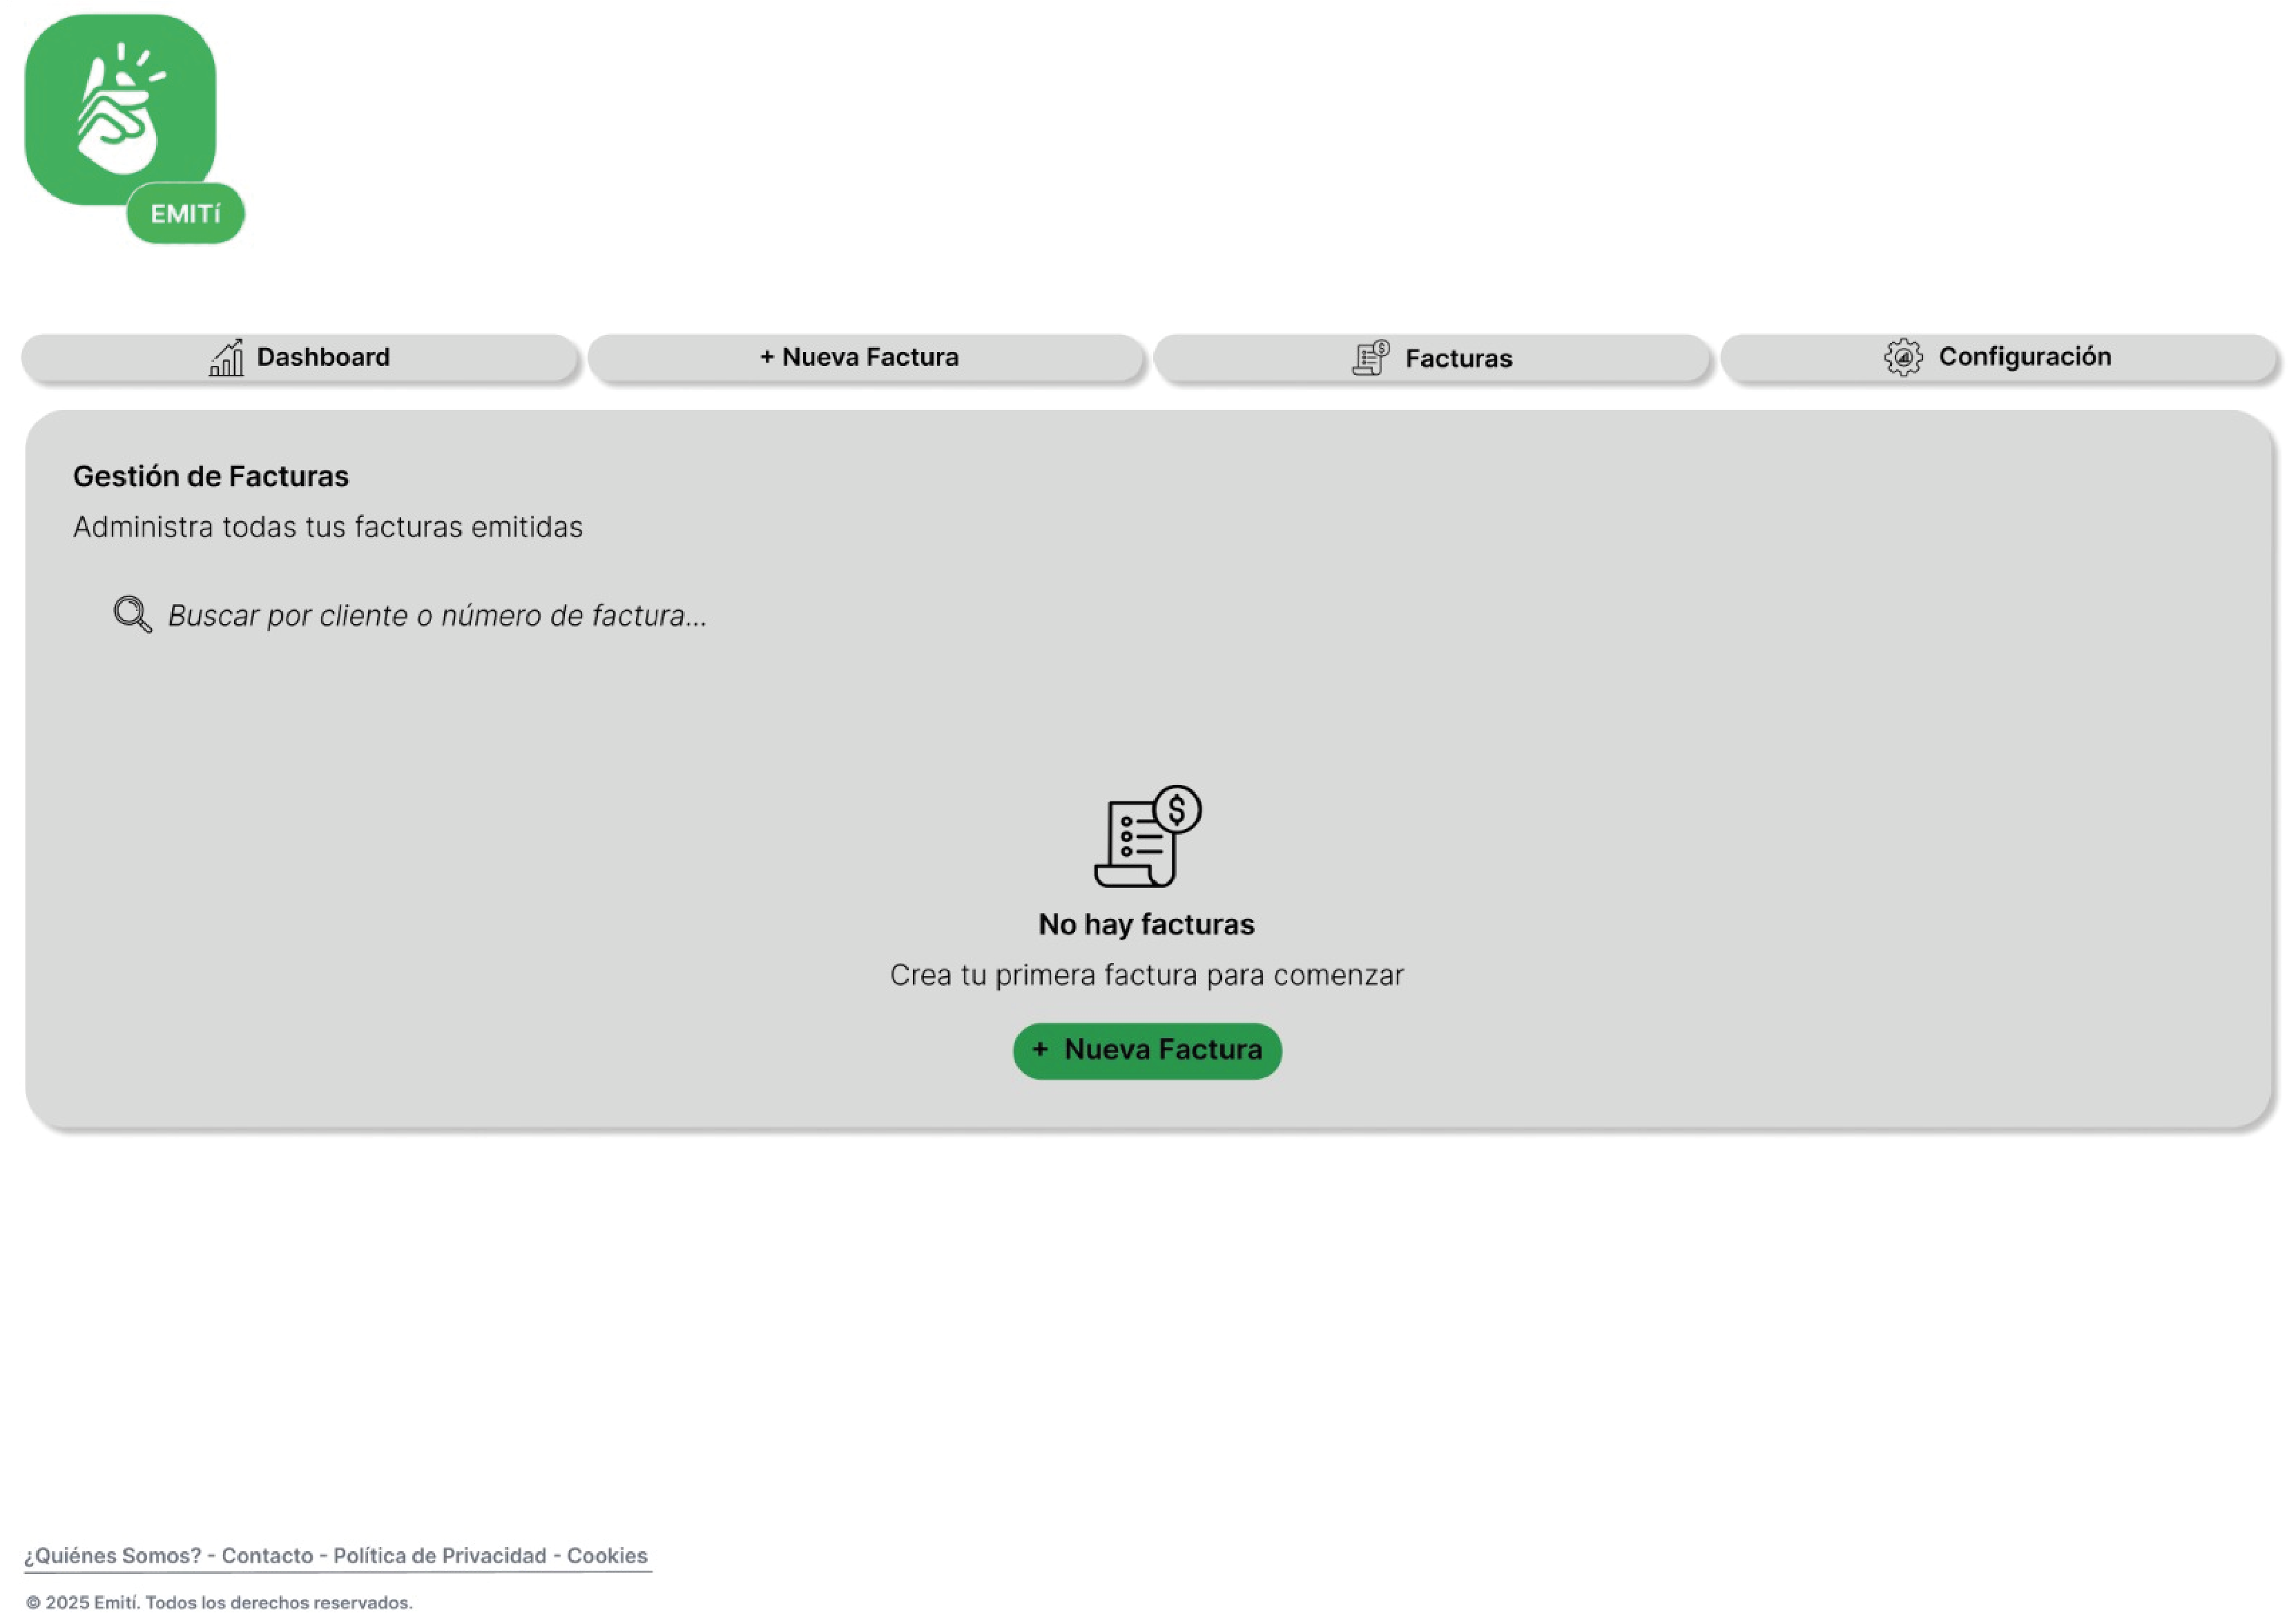 EMITí
Dashboard
+ Nueva Factura
Facturas
Configuración
Gestión de Facturas
Administra todas tus facturas emitidas
Buscar por cliente o número de factura...
$
No hay facturas
Crea tu primera factura para comenzar
+ Nueva Factura
¿Quiénes Somos? - Contacto - Política de Privacidad - Cookies
© 2025 Emití. Todos los derechos reservados.